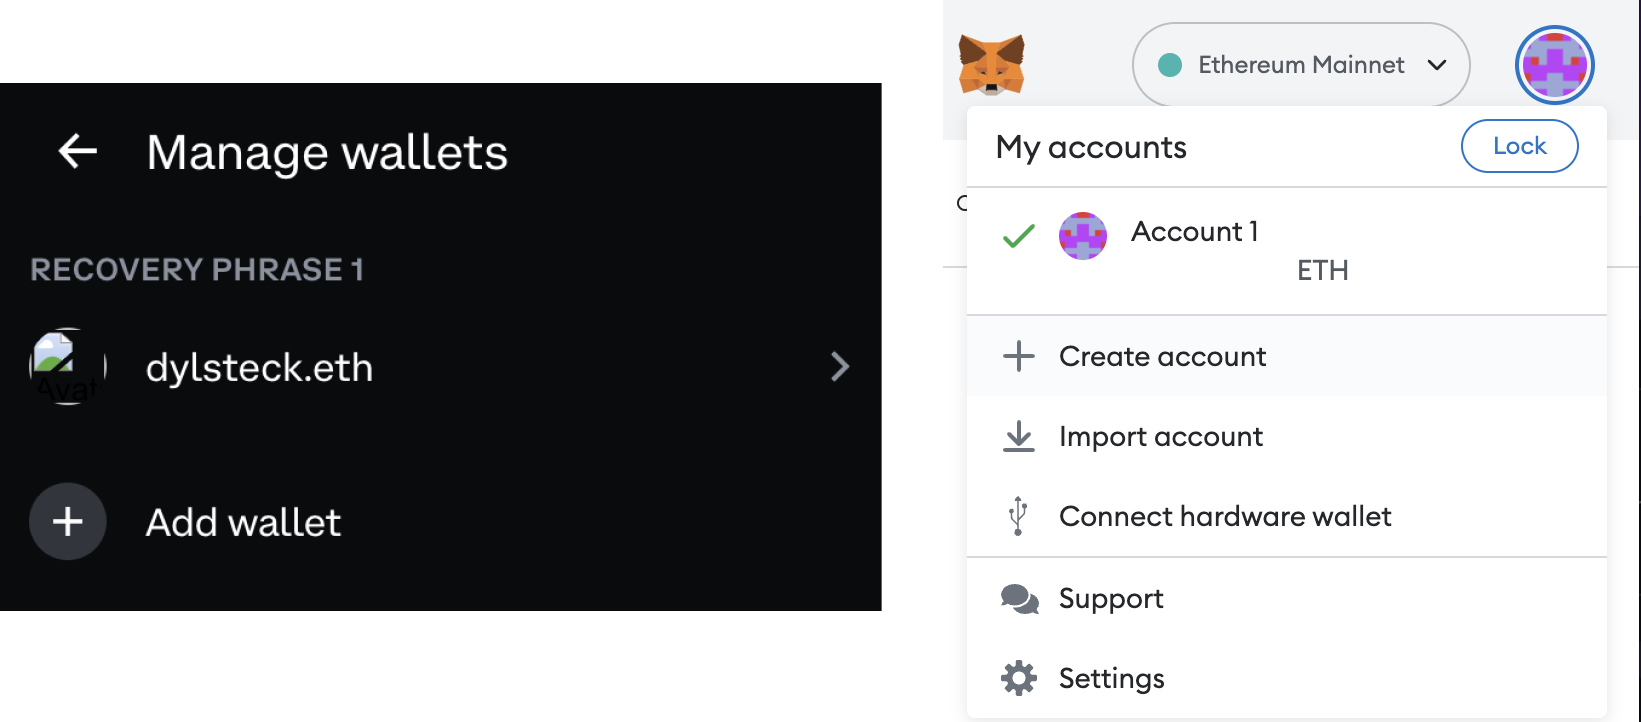 Manage wallets
RECOVERY PHRASE 1
dylsteck.eth
Add wallet
Ethereum Mainnet
My accounts
Lock
Account 1
ETH
Create account
Import account
Connect hardware wallet
Support
Settings